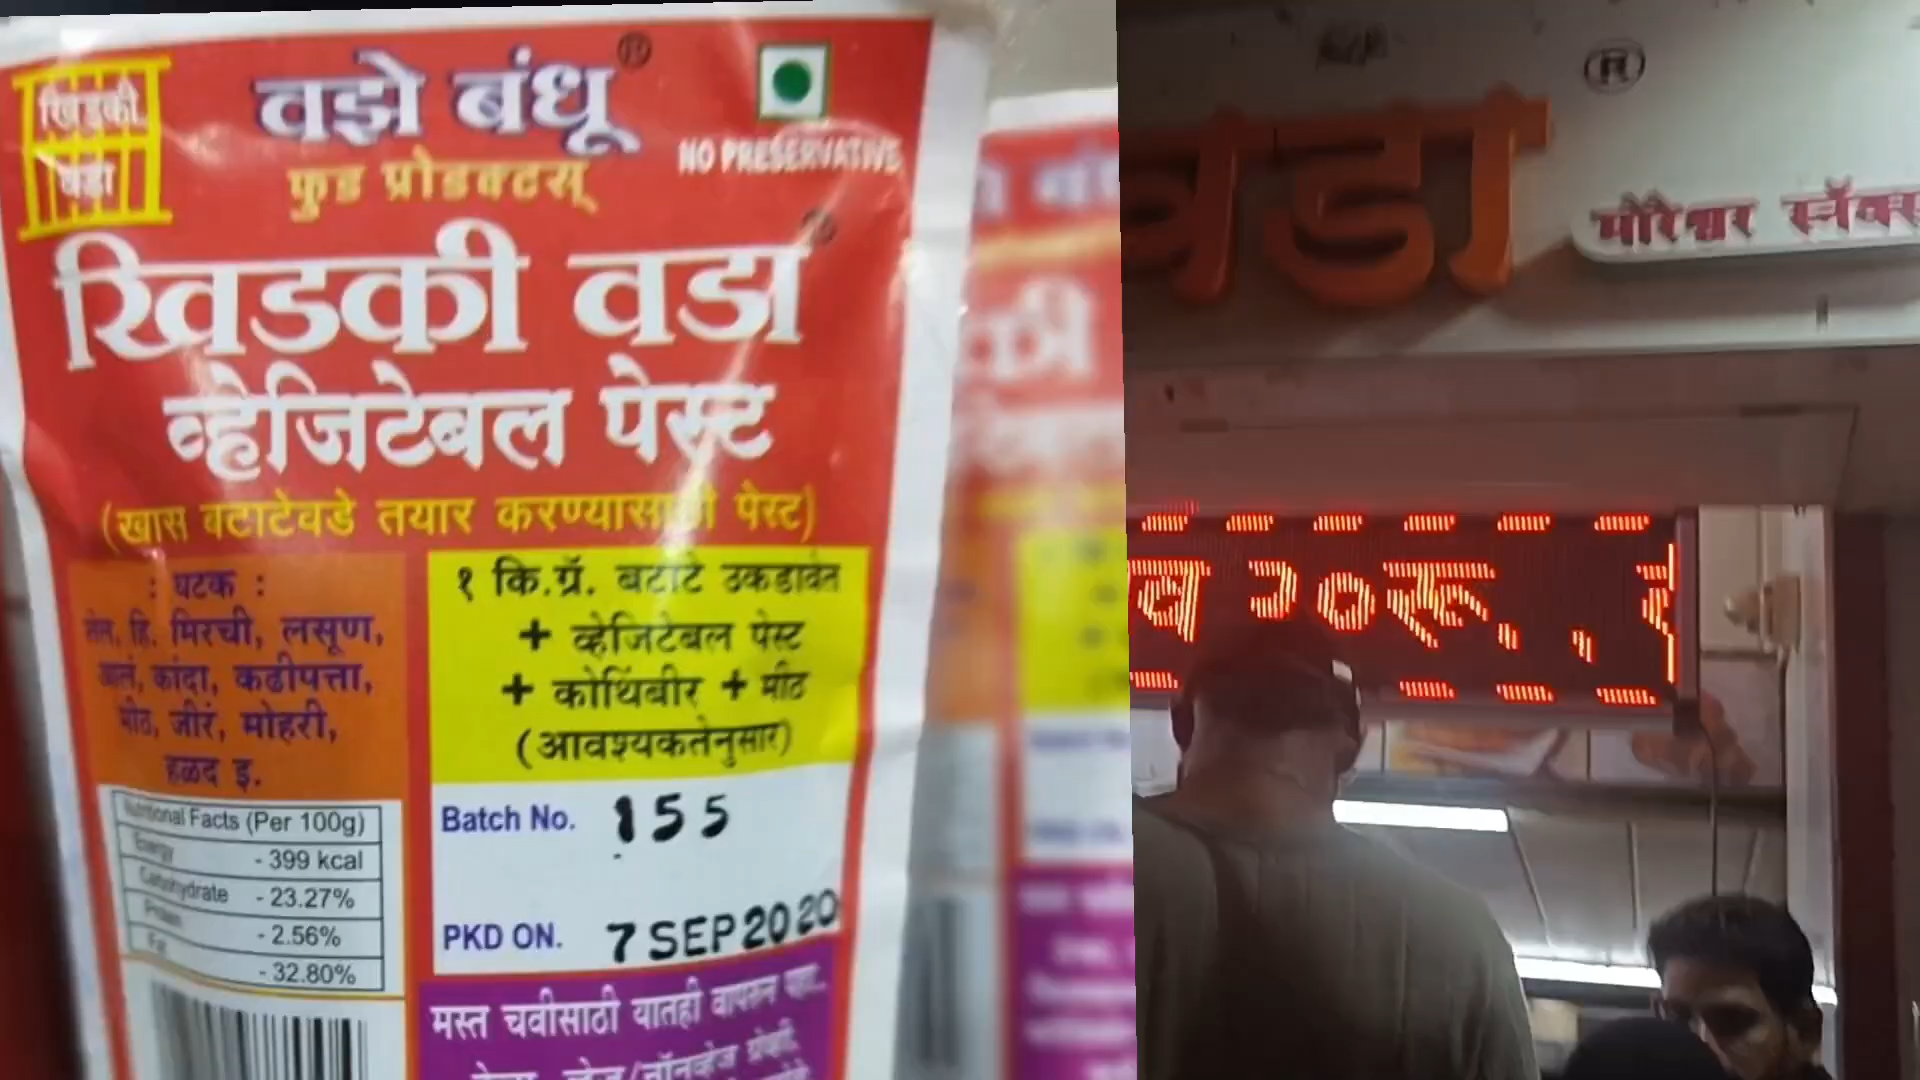 खिडकी
वडा
वझे बंधू®
फुड प्रोडक्टस्
NO PRESERVATIVE
खिडकी वडा®
व्हेजिटेबल पेस्ट
(खास बटाटेवडे तयार करण्यासाठी पेस्ट)
: घटक :
तेल, हि. मिरची, लसूण,
आलं, कांदा, कढीपत्ता,
मीठ, जीरं, मोहरी,
हळद इ.
१ कि.ग्रॅ. बटाटे उकडावेत
+ व्हेजिटेबल पेस्ट
+ कोथिंबीर + मीठ
(आवश्यकतेनुसार)
Nutritional Facts (Per 100g)
Energy - 399 kcal
Carbohydrate - 23.27%
Protein - 2.56%
Fat - 32.80%
Batch No. 155
PKD ON. 7 SEP 2020
मस्त चवीसाठी यातही वापरुन पहा..
वडा®
मोरेश्वर स्नॅक्स
२०रू. .